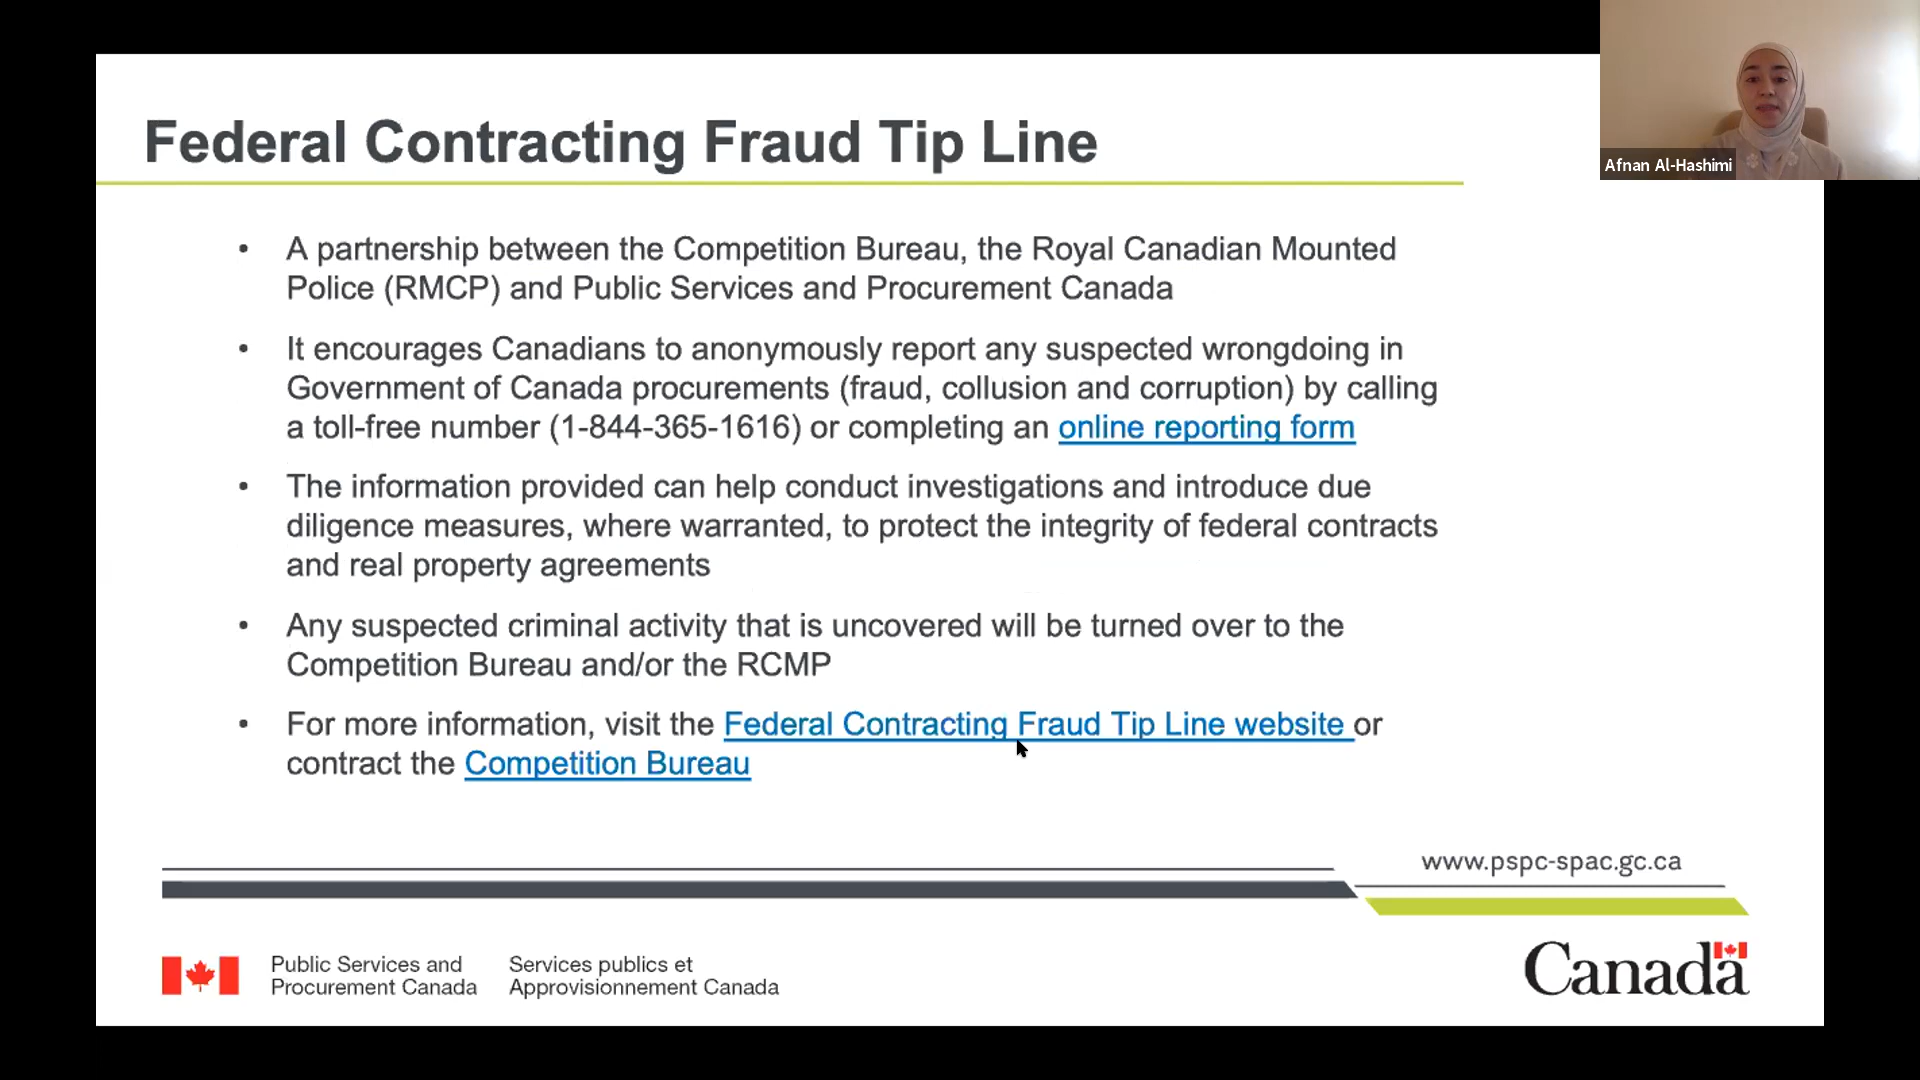 Federal Contracting Fraud Tip Line
Afnan Al-Hashimi
• A partnership between the Competition Bureau, the Royal Canadian Mounted
Police (RMCP) and Public Services and Procurement Canada
• It encourages Canadians to anonymously report any suspected wrongdoing in
Government of Canada procurements (fraud, collusion and corruption) by calling
a toll-free number (1-844-365-1616) or completing an online reporting form
• The information provided can help conduct investigations and introduce due
diligence measures, where warranted, to protect the integrity of federal contracts
and real property agreements
• Any suspected criminal activity that is uncovered will be turned over to the
Competition Bureau and/or the RCMP
• For more information, visit the Federal Contracting Fraud Tip Line website or
contract the Competition Bureau
www.pspc-spac.gc.ca
Public Services and
Procurement Canada
Services publics et
Approvisionnement Canada
Canada